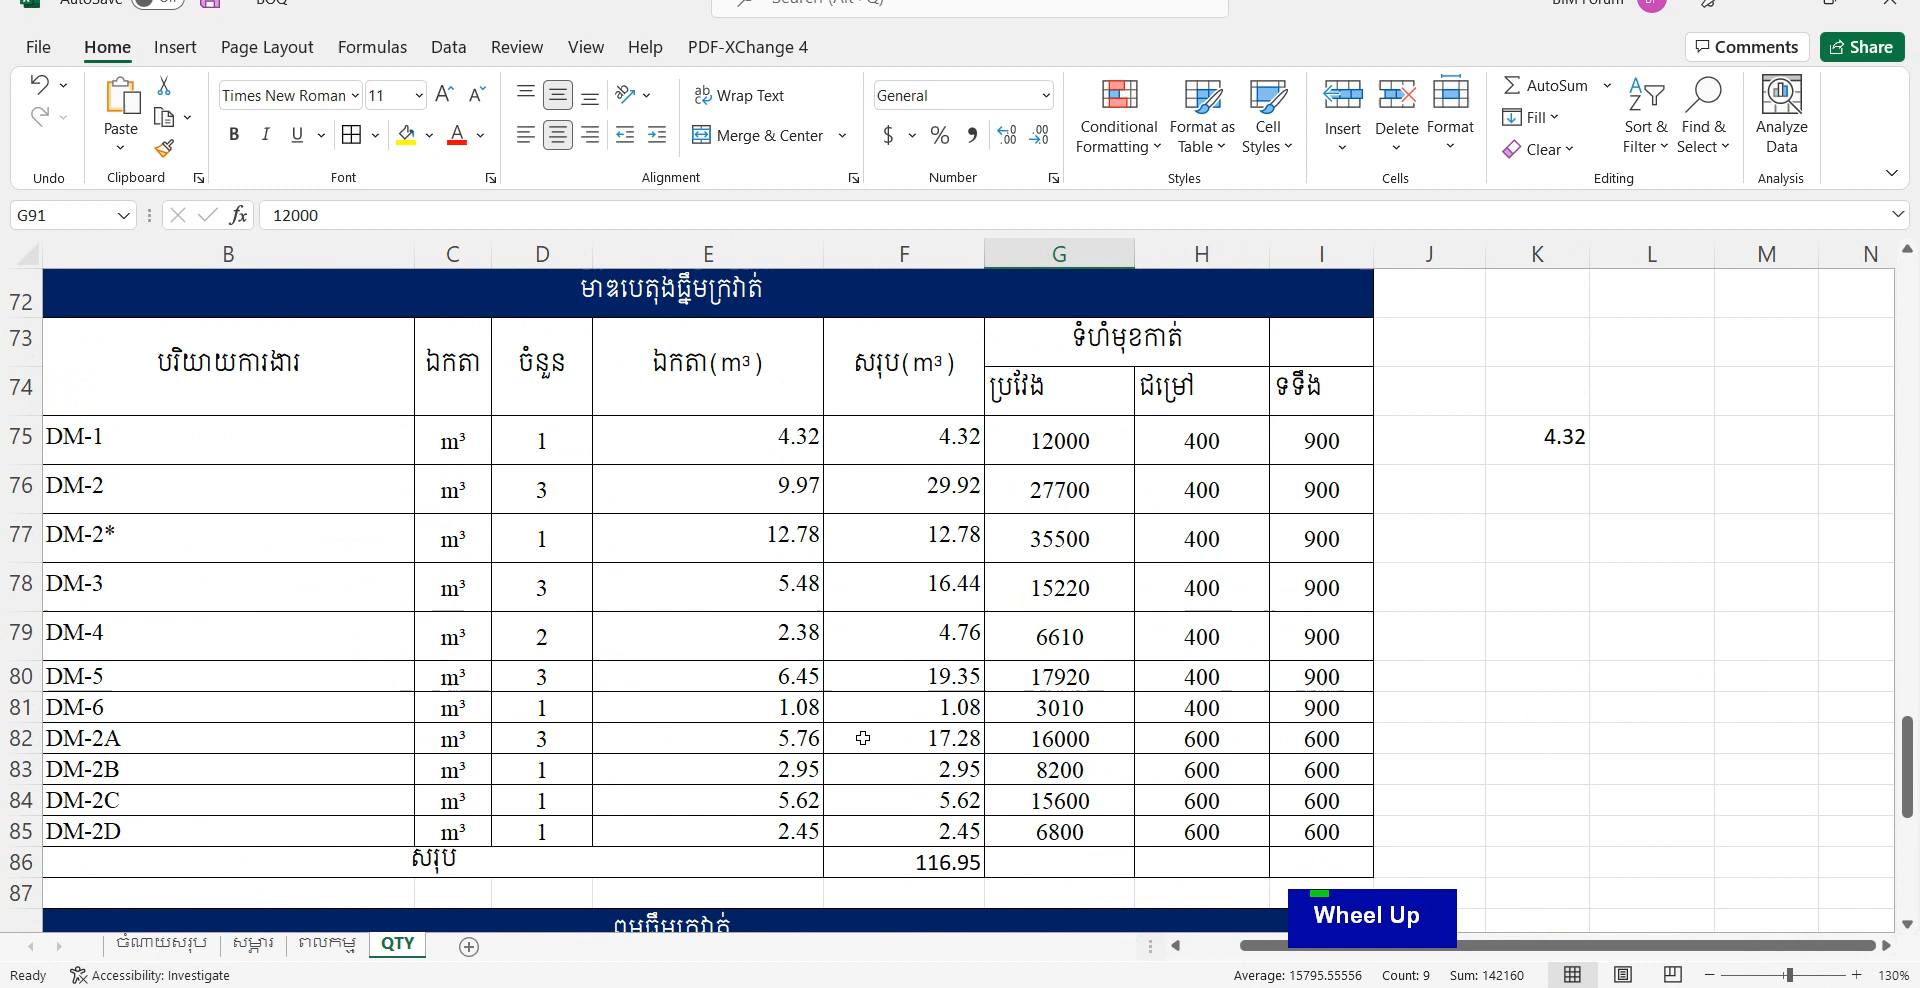 File Home Insert Page Layout Formulas Data Review View Help PDF-XChange 4 Comments Share
Times New Roman 11 Wrap Text General AutoSum
Paste Merge & Center Conditional Formatting Format as Table Cell Styles Insert Delete Format Fill Clear Sort & Filter Find & Select Analyze Data
Undo Clipboard Font Alignment Number Styles Cells Editing Analysis
G91 fx 12000
B C D E F G H I J K L M N
72 មាឌបេតុងធ្នឹមក្រវាត់
73 បរិយាយការងារ ឯកតា ចំនួន ឯកតា(m³) សរុប(m³) ទំហំមុខកាត់
74 ប្រវែង ជម្រៅ ទទឹង
75 DM-1 m³ 1 4.32 4.32 12000 400 900 4.32
76 DM-2 m³ 3 9.97 29.92 27700 400 900
77 DM-2* m³ 1 12.78 12.78 35500 400 900
78 DM-3 m³ 3 5.48 16.44 15220 400 900
79 DM-4 m³ 2 2.38 4.76 6610 400 900
80 DM-5 m³ 3 6.45 19.35 17920 400 900
81 DM-6 m³ 1 1.08 1.08 3010 400 900
82 DM-2A m³ 3 5.76 17.28 16000 600 600
83 DM-2B m³ 1 2.95 2.95 8200 600 600
84 DM-2C m³ 1 5.62 5.62 15600 600 600
85 DM-2D m³ 1 2.45 2.45 6800 600 600
86 សរុប 116.95
87
Wheel Up
ចំណាយសរុប សម្ភារ ពលកម្ម QTY
Ready Accessibility: Investigate Average: 15795.55556 Count: 9 Sum: 142160 130%